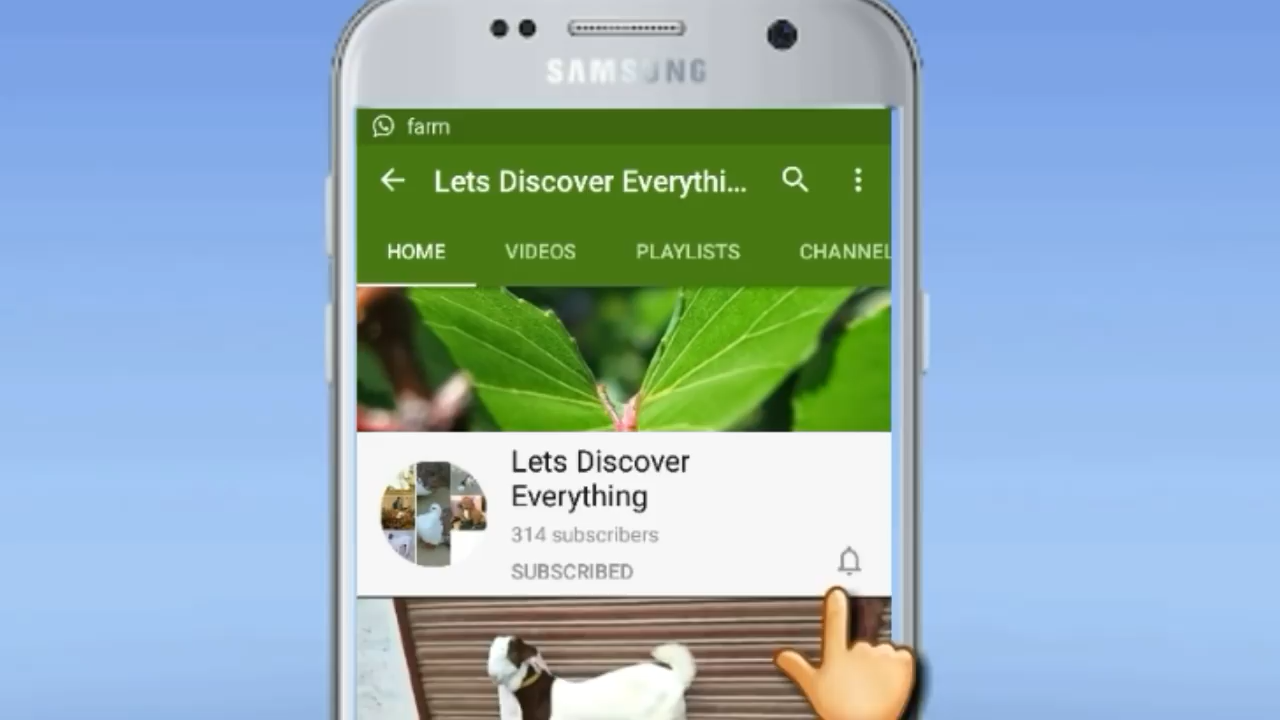 SAMSUNG
farm
Lets Discover Everythi...
HOME VIDEOS PLAYLISTS CHANNEL
Lets Discover
Everything
314 subscribers
SUBSCRIBED